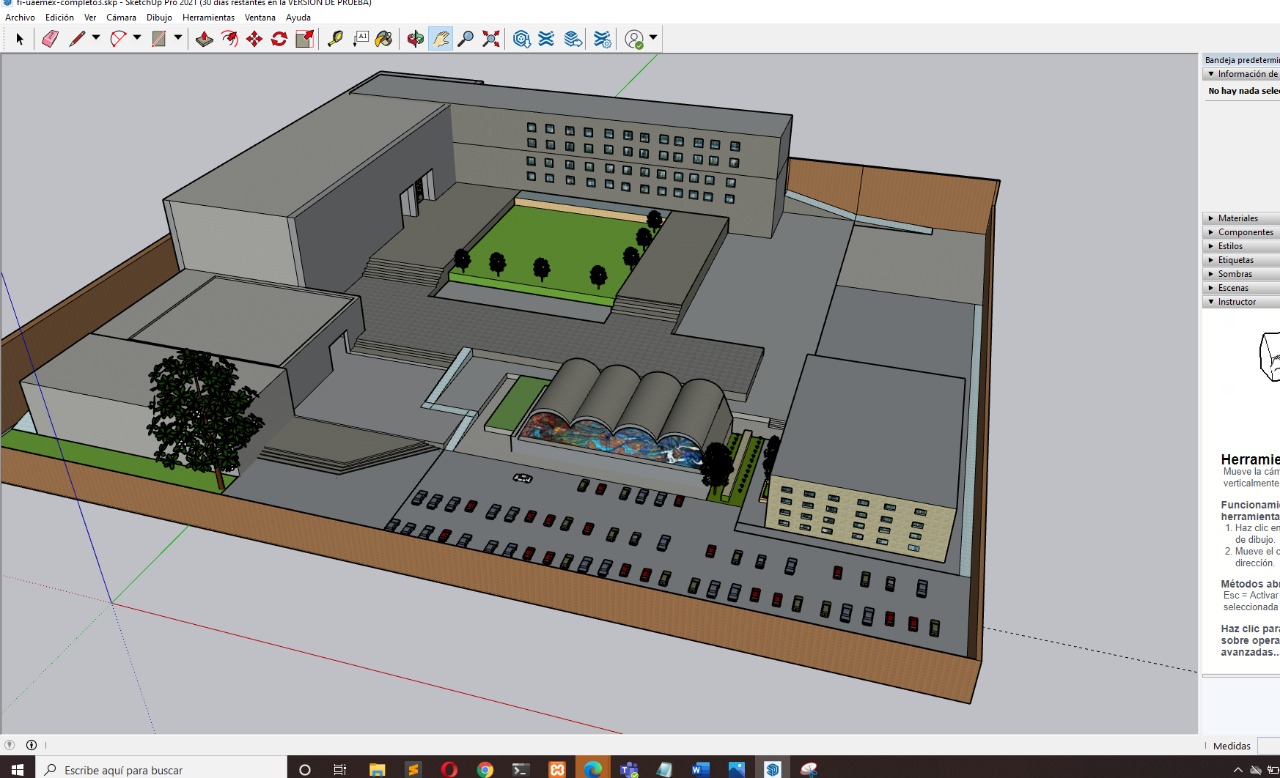 fi-uaemex-completo3.skp - SketchUp Pro 2021 (30 días restantes en la VERSIÓN DE PRUEBA)
Archivo Edición Ver Cámara Dibujo Herramientas Ventana Ayuda
A1
Bandeja predetermi
Información de
No hay nada sele
Materiales
Componentes
Estilos
Etiquetas
Sombras
Escenas
Instructor
Herramie
Mueve la cám
verticalmente
Funcionamie
herramienta
1. Haz clic en
de dibujo.
2. Mueve el c
dirección.
Métodos abr
Esc = Activar
seleccionada
Haz clic para
sobre opera
avanzadas..
Medidas
Escribe aquí para buscar